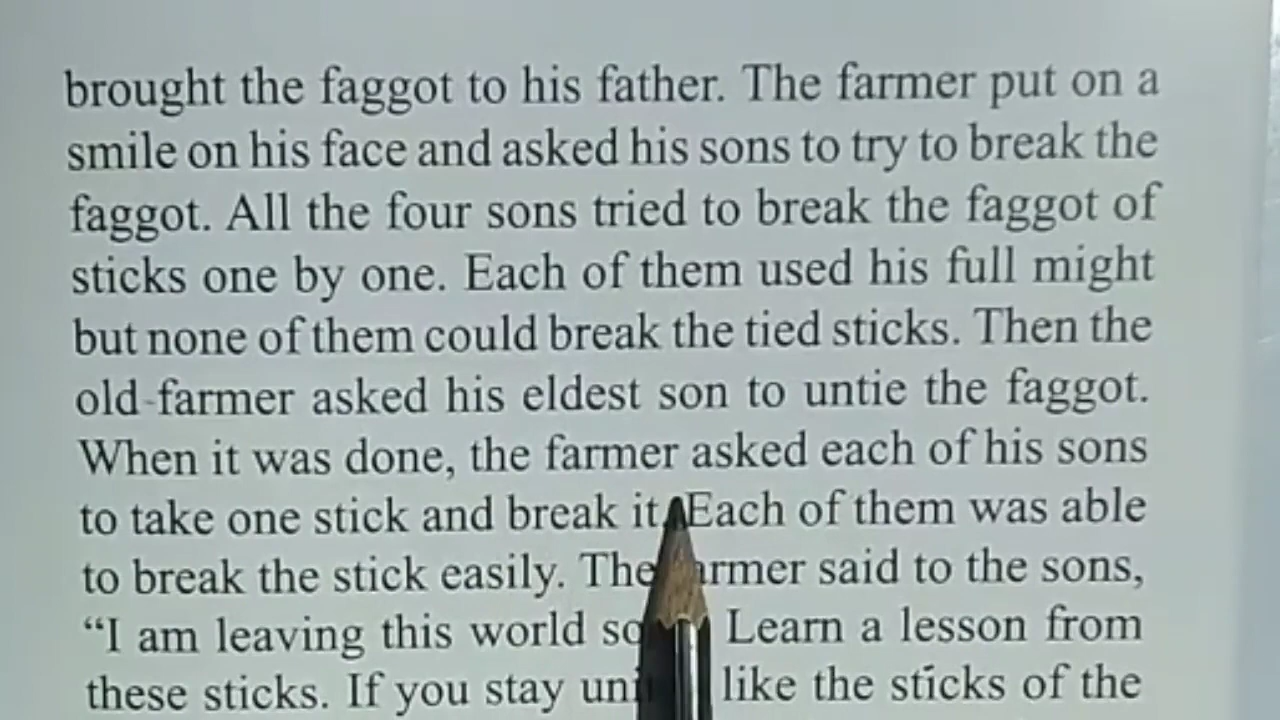 brought the faggot to his father. The farmer put on a
smile on his face and asked his sons to try to break the
faggot. All the four sons tried to break the faggot of
sticks one by one. Each of them used his full might
but none of them could break the tied sticks. Then the
old-farmer asked his eldest son to untie the faggot.
When it was done, the farmer asked each of his sons
to take one stick and break it. Each of them was able
to break the stick easily. The said to the sons,
“I am leaving this world Learn a lesson from
these sticks. If you stay like the sticks of the